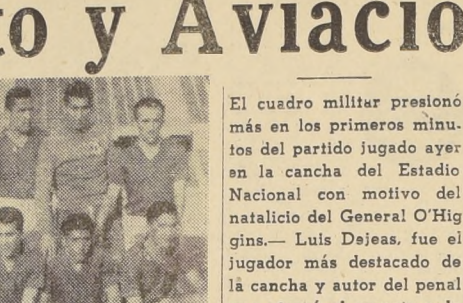 to y Aviacio
El cuadro militar presionó
más en los primeros minu-
tos del partido jugado ayer
en la cancha del Estadio
Nacional con motivo del
natalicio del General O'Hig
gins.— Luis Dejeas, fue el
jugador más destacado de
la cancha y autor del penal